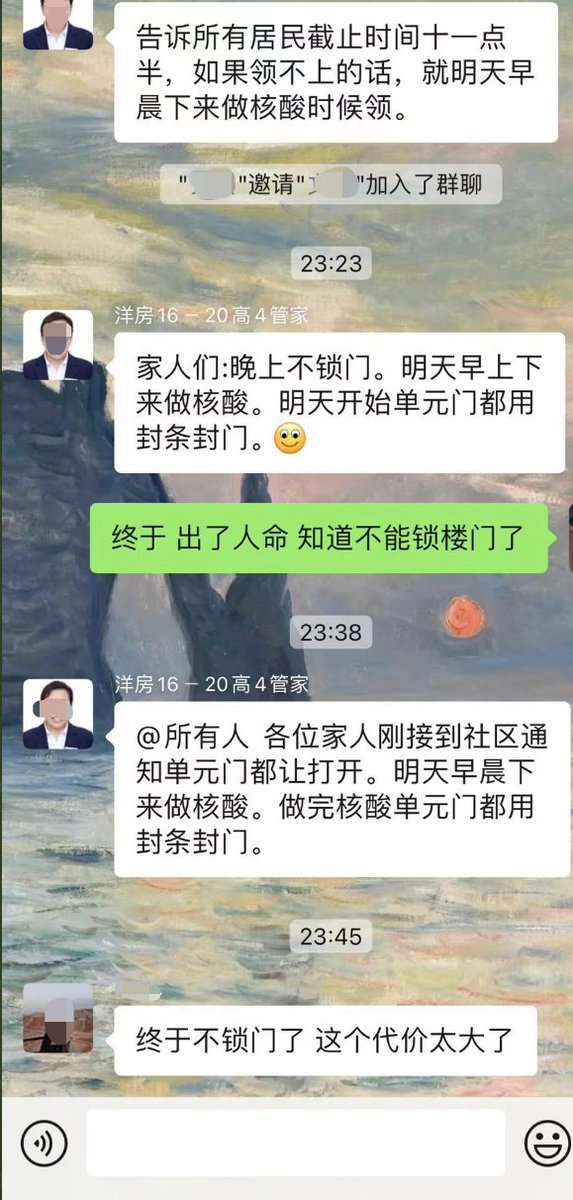 告诉所有居民截止时间十一点
半，如果领不上的话，就明天早
晨下来做核酸时候领。
"邀请"
"加入了群聊
23:23
洋房16－20高4管家
家人们:晚上不锁门。明天早上下
来做核酸。明天开始单元门都用
封条封门。
终于 出了人命 知道不能锁楼门了
23:38
洋房16－20高4管家
@所有人 各位家人刚接到社区通
知单元门都让打开。明天早晨下
来做核酸。做完核酸单元门都用
封条封门。
23:45
终于不锁门了 这个代价太大了